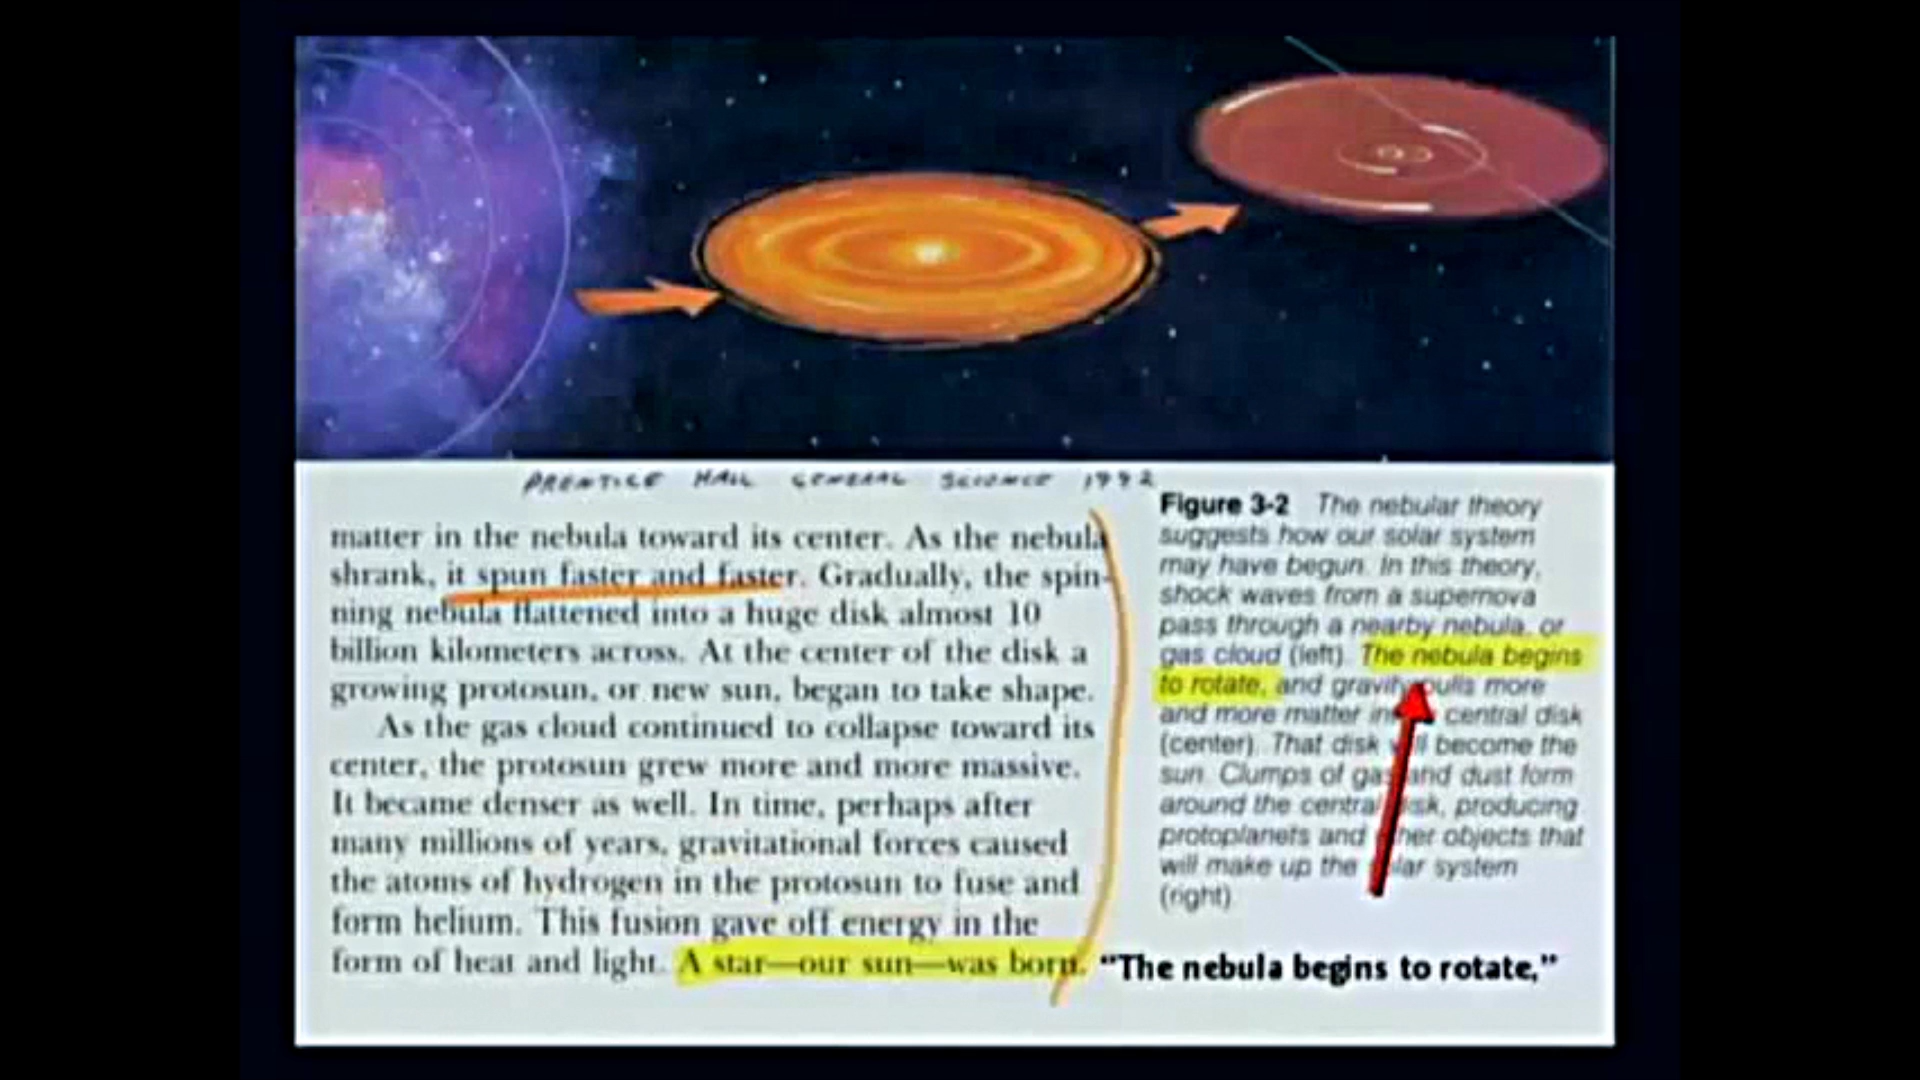 PRENTICE HALL GENERAL SCIENCE 1992
matter in the nebula toward its center. As the nebula
shrank, it spun faster and faster. Gradually, the spin-
ning nebula flattened into a huge disk almost 10
billion kilometers across. At the center of the disk a
growing protosun, or new sun, began to take shape.
As the gas cloud continued to collapse toward its
center, the protosun grew more and more massive.
It became denser as well. In time, perhaps after
many millions of years, gravitational forces caused
the atoms of hydrogen in the protosun to fuse and
form helium. This fusion gave off energy in the
form of heat and light. A star—our sun—was born.
Figure 3-2 The nebular theory
suggests how our solar system
may have begun. In this theory,
shock waves from a supernova
pass through a nearby nebula, or
gas cloud (left). The nebula begins
to rotate, and gravity pulls more
and more matter in central disk
(center). That disk will become the
sun. Clumps of gas and dust form
around the central disk, producing
protoplanets and other objects that
will make up the solar system
(right).
"The nebula begins to rotate,"